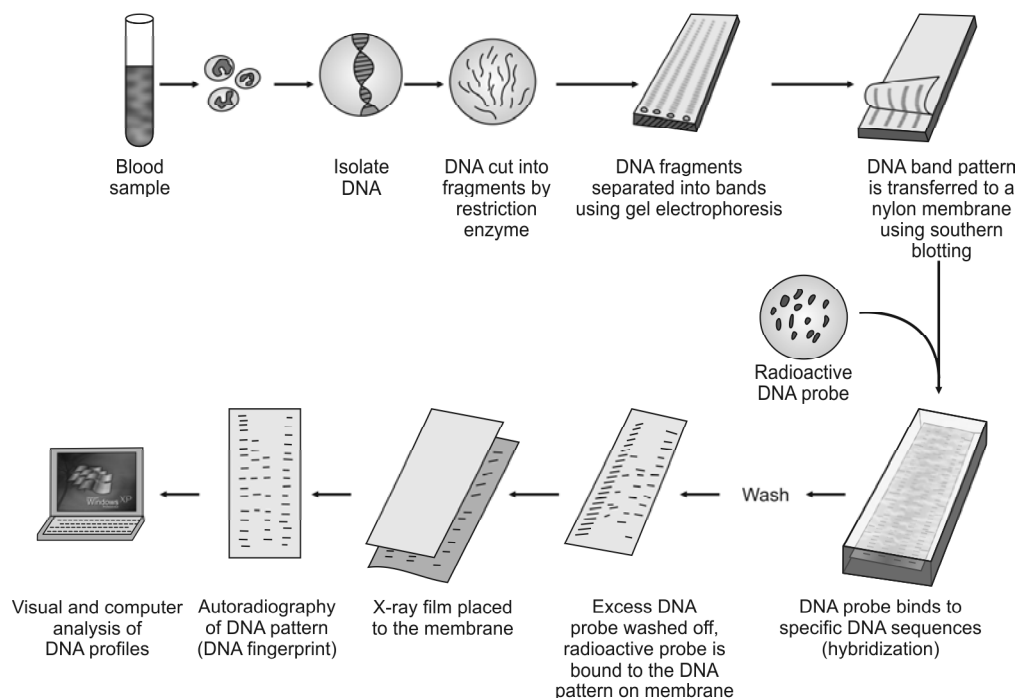 Blood
sample
Isolate
DNA
DNA cut into
fragments by
restriction
enzyme
DNA fragments
separated into bands
using gel electrophoresis
DNA band pattern
is transferred to a
nylon membrane
using southern
blotting
Radioactive
DNA probe
DNA probe binds to
specific DNA sequences
(hybridization)
Wash
Excess DNA
probe washed off,
radioactive probe is
bound to the DNA
pattern on membrane
X-ray film placed
to the membrane
Autoradiography
of DNA pattern
(DNA fingerprint)
Windows XP
Visual and computer
analysis of
DNA profiles